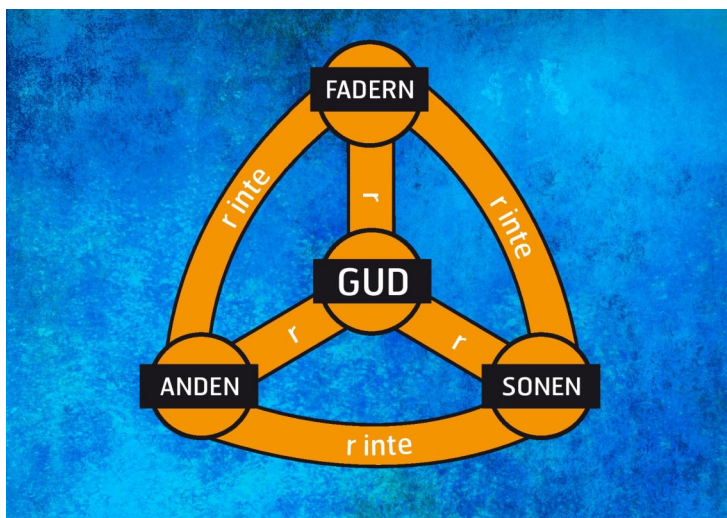 FADERN
r inte
r inte
r
GUD
r
r
ANDEN
SONEN
r inte